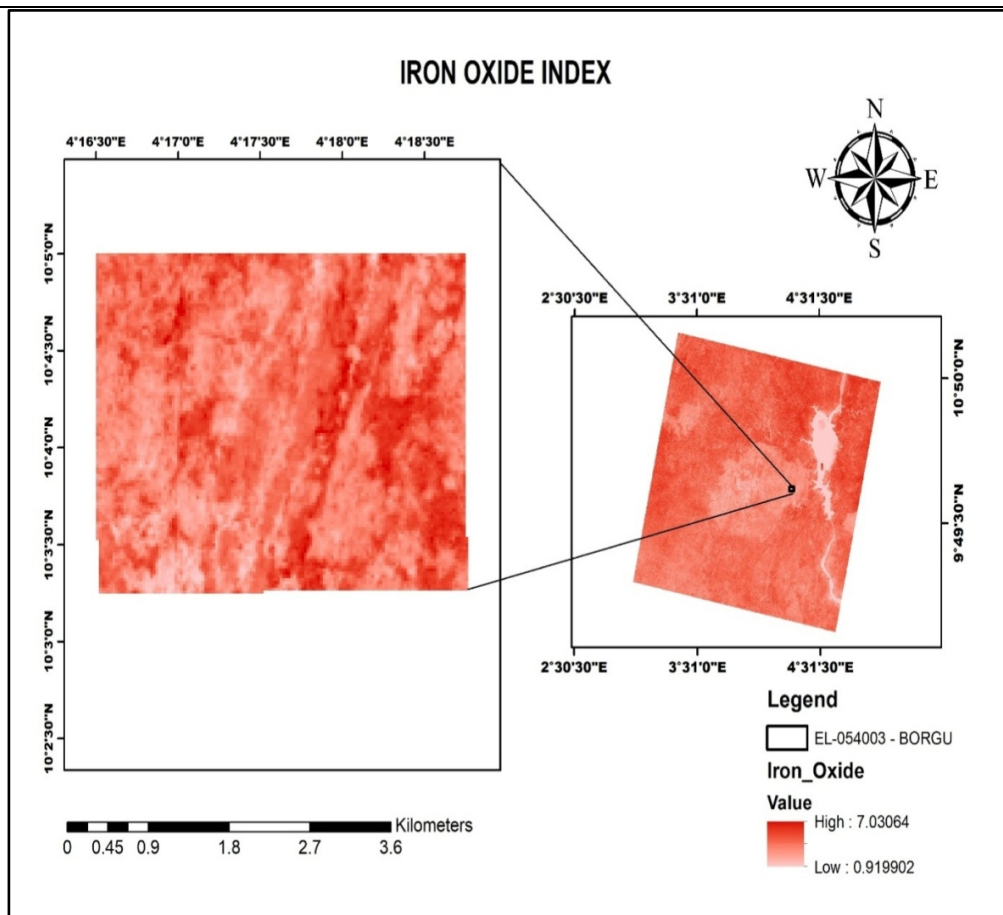 IRON OXIDE INDEX
4°16'30"E 4°17'0"E 4°17'30"E 4°18'0"E 4°18'30"E
10°5'0"N
10°4'30"N
10°4'0"N
10°3'30"N
10°3'0"N
10°2'30"N
N
W E
S
2°30'30"E 3°31'0"E 4°31'30"E
10°50'0"N
9°49'30"N
2°30'30"E 3°31'0"E 4°31'30"E
Legend
EL-054003 - BORGU
Iron_Oxide
Value
High : 7.03064
Low : 0.919902
Kilometers
0 0.45 0.9 1.8 2.7 3.6